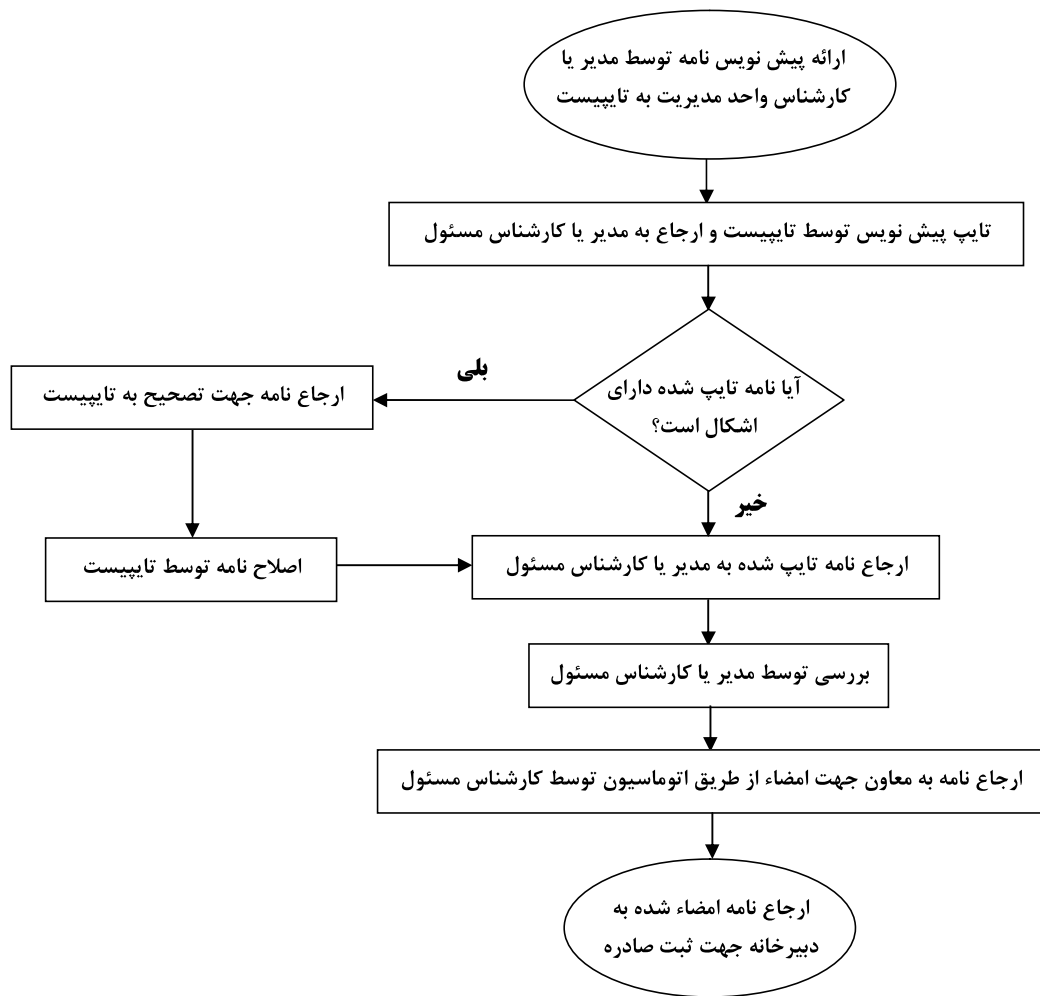 ارائه پیش نویس نامه توسط مدیر یا
کارشناس واحد مدیریت به تایپیست
تایپ پیش نویس توسط تایپیست و ارجاع به مدیر یا کارشناس مسئول
آیا نامه تایپ شده دارای
اشکال است؟
بلی
ارجاع نامه جهت تصحیح به تایپیست
خیر
اصلاح نامه توسط تایپیست
ارجاع نامه تایپ شده به مدیر یا کارشناس مسئول
بررسی توسط مدیر یا کارشناس مسئول
ارجاع نامه به معاون جهت امضاء از طریق اتوماسیون توسط کارشناس مسئول
ارجاع نامه امضاء شده به
دبیرخانه جهت ثبت صادره